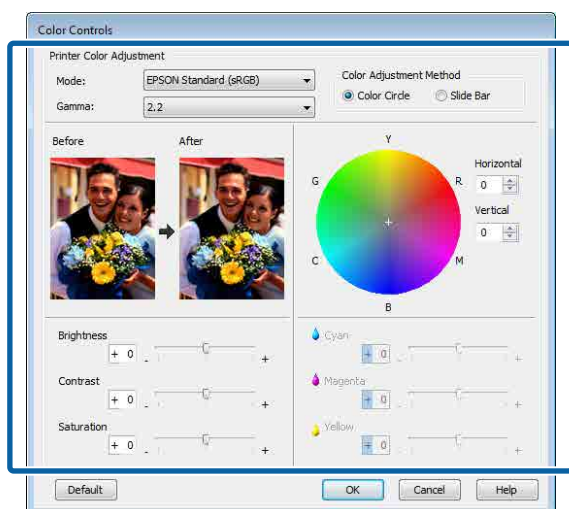 Color Controls
Printer Color Adjustment
Mode: EPSON Standard (sRGB)
Gamma: 2.2
Color Adjustment Method
Color Circle Slide Bar
Before After
Y
G R
C M
B
Horizontal
0
Vertical
0
Brightness
+ 0 - +
Contrast
+ 0 - +
Saturation
+ 0 - +
Cyan
+ 0 - +
Magenta
+ 0 - +
Yellow
+ 0 - +
Default OK Cancel Help